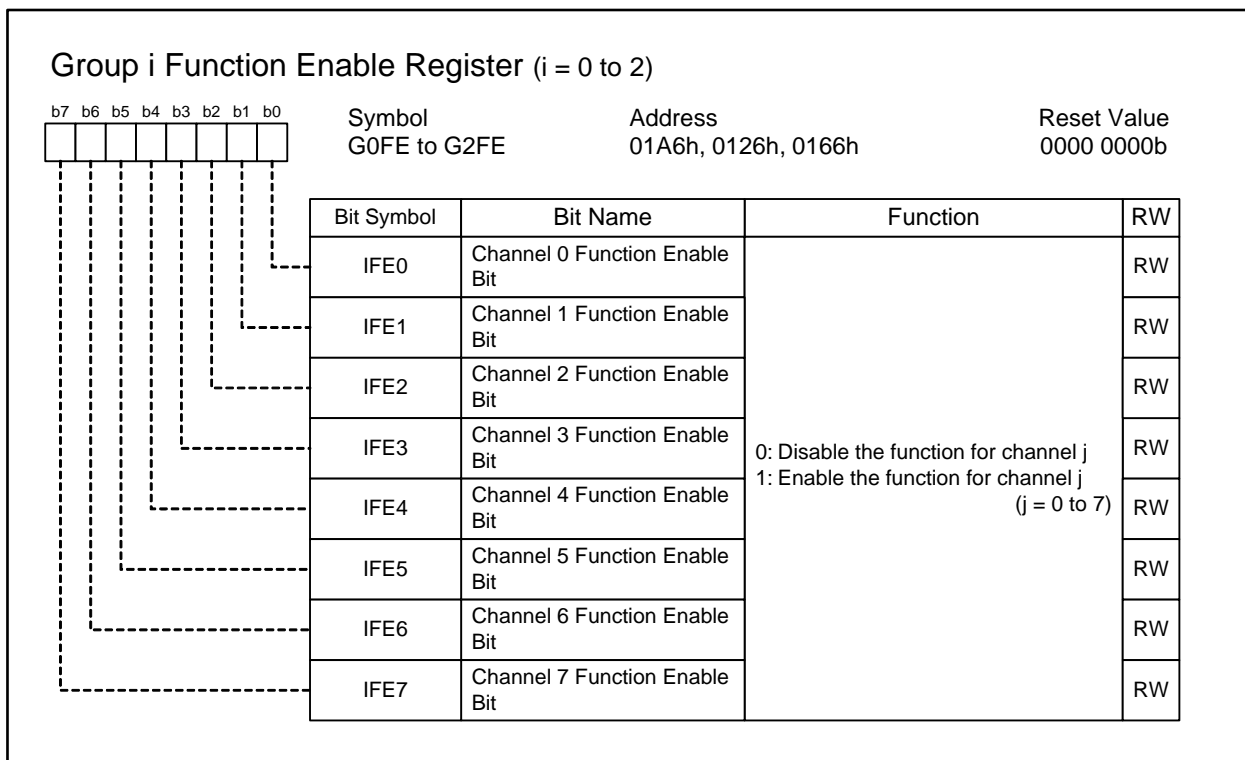 Group i Function Enable Register (i = 0 to 2)
b7 b6 b5 b4 b3 b2 b1 b0
Symbol Address Reset Value
G0FE to G2FE 01A6h, 0126h, 0166h 0000 0000b
Bit Symbol Bit Name Function RW
IFE0 Channel 0 Function Enable Bit RW
IFE1 Channel 1 Function Enable Bit RW
IFE2 Channel 2 Function Enable Bit RW
IFE3 Channel 3 Function Enable Bit RW
0: Disable the function for channel j
1: Enable the function for channel j
(j = 0 to 7)
IFE4 Channel 4 Function Enable Bit RW
IFE5 Channel 5 Function Enable Bit RW
IFE6 Channel 6 Function Enable Bit RW
IFE7 Channel 7 Function Enable Bit RW